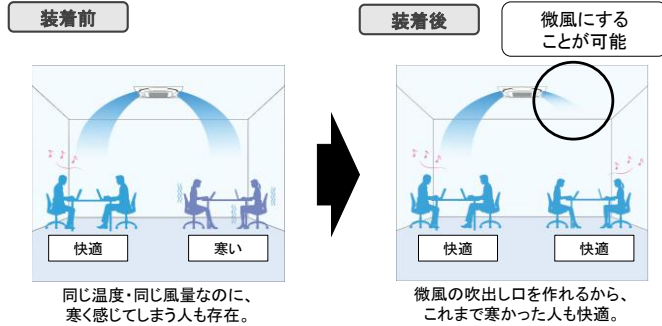 装着前
装着後
微風にする
ことが可能
快適
寒い
快適
快適
同じ温度・同じ風量なのに、
寒く感じてしまう人も存在。
微風の吹出し口を作れるから、
これまで寒かった人も快適。